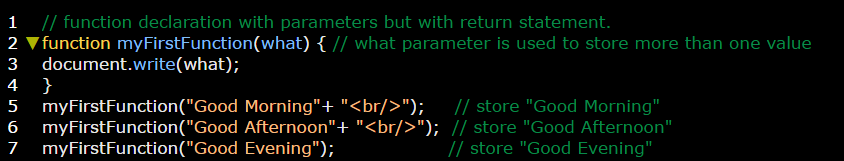 1 // function declaration with parameters but with return statement.
2 ▼function myFirstFunction(what) { // what parameter is used to store more than one value
3 document.write(what);
4 }
5 myFirstFunction("Good Morning"+ "<br/>"); // store "Good Morning"
6 myFirstFunction("Good Afternoon"+ "<br/>"); // store "Good Afternoon"
7 myFirstFunction("Good Evening"); // store "Good Evening"